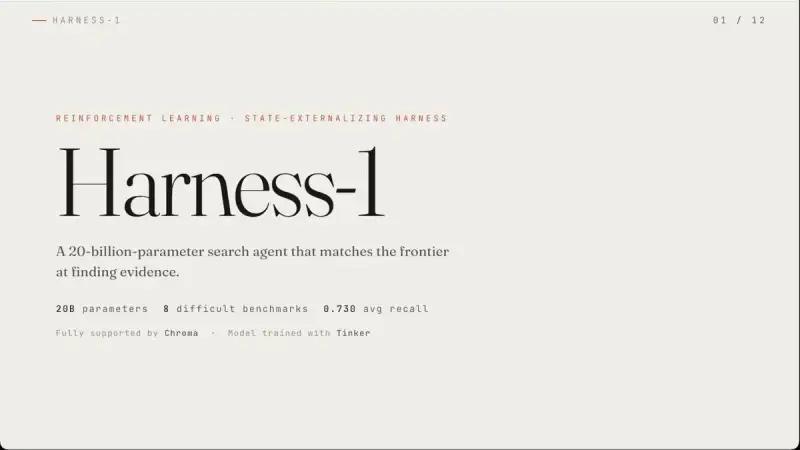 HARNESS-1
01 / 12
REINFORCEMENT LEARNING · STATE-EXTERNALIZING HARNESS
Harness-1
A 20-billion-parameter search agent that matches the frontier
at finding evidence.
20B parameters 8 difficult benchmarks 0.730 avg recall
Fully supported by Chroma · Model trained with Tinker